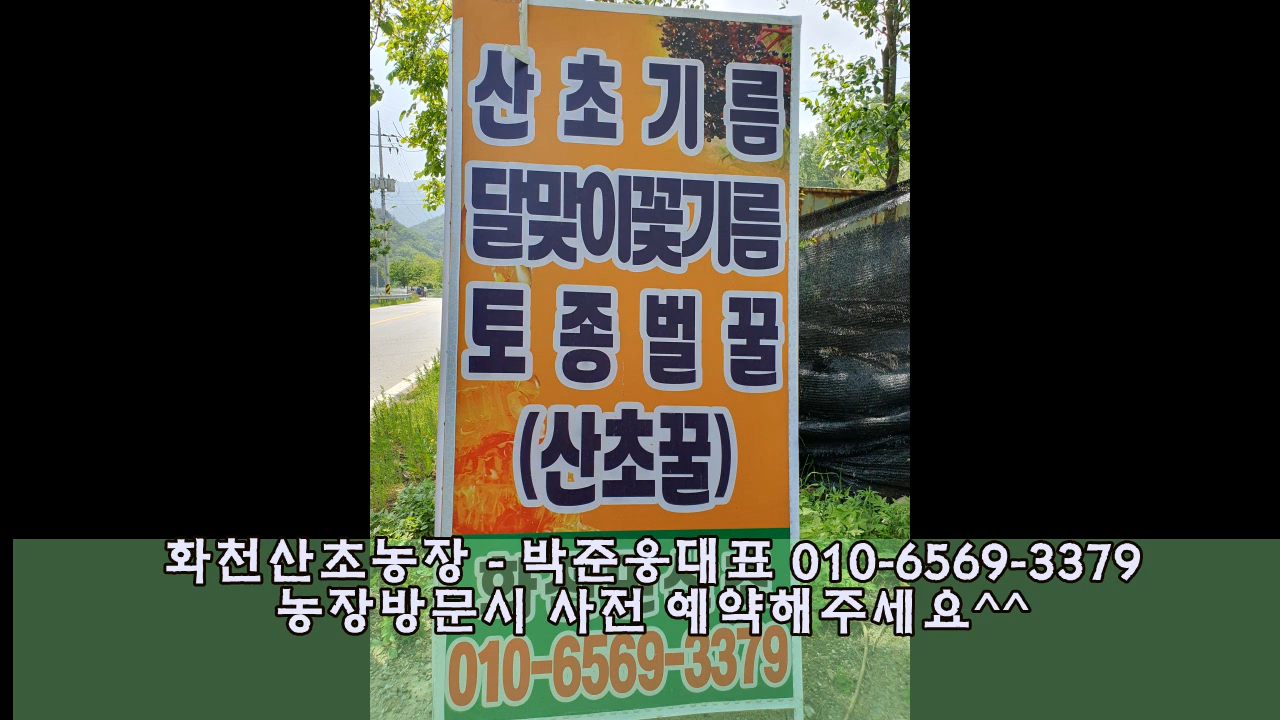 산초기름
달맞이꽃기름
토종벌꿀
(산초꿀)
화천산초농장 - 박준웅대표 010-6569-3379
농장방문시 사전 예약해주세요^^
010-6569-3379